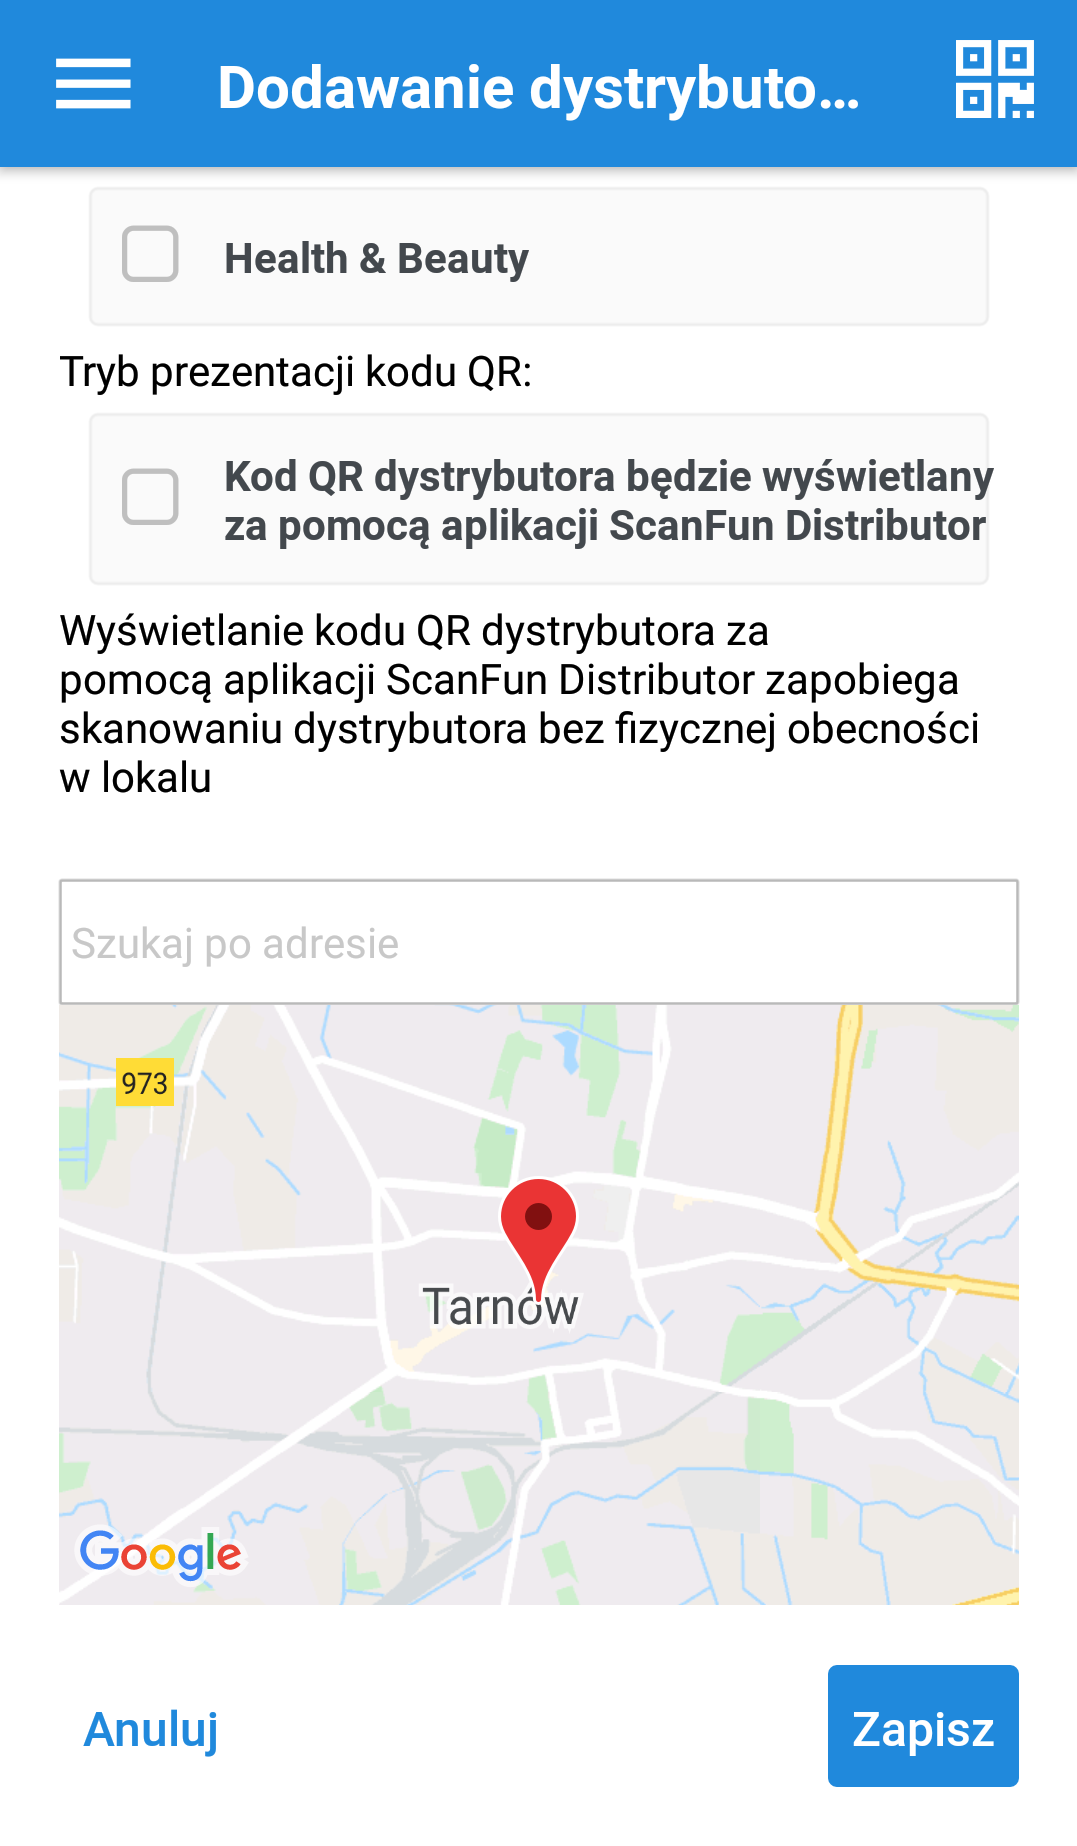 Dodawanie dystrybuto...
Health & Beauty
Tryb prezentacji kodu QR:
Kod QR dystrybutora będzie wyświetlany
za pomocą aplikacji ScanFun Distributor
Wyświetlanie kodu QR dystrybutora za
pomocą aplikacji ScanFun Distributor zapobiega
skanowaniu dystrybutora bez fizycznej obecności
w lokalu
Szukaj po adresie
973
Tarnów
Google
Anuluj
Zapisz